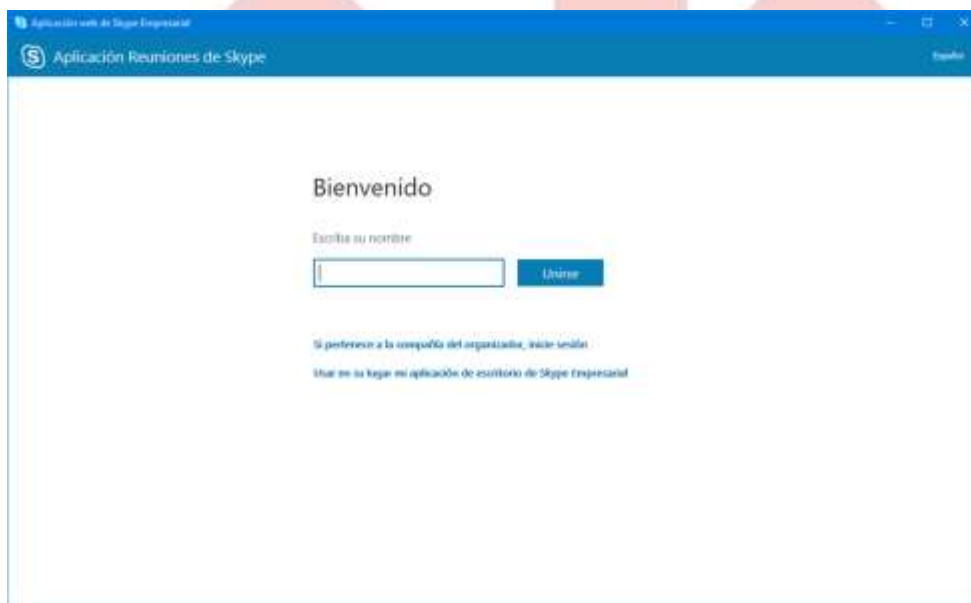 Aplicación web de Skype Empresarial
Aplicación Reuniones de Skype
Español
Bienvenido
Escriba su nombre
Unirse
Si pertenece a la compañía del organizador, inicie sesión
Usar en su lugar mi aplicación de escritorio de Skype Empresarial